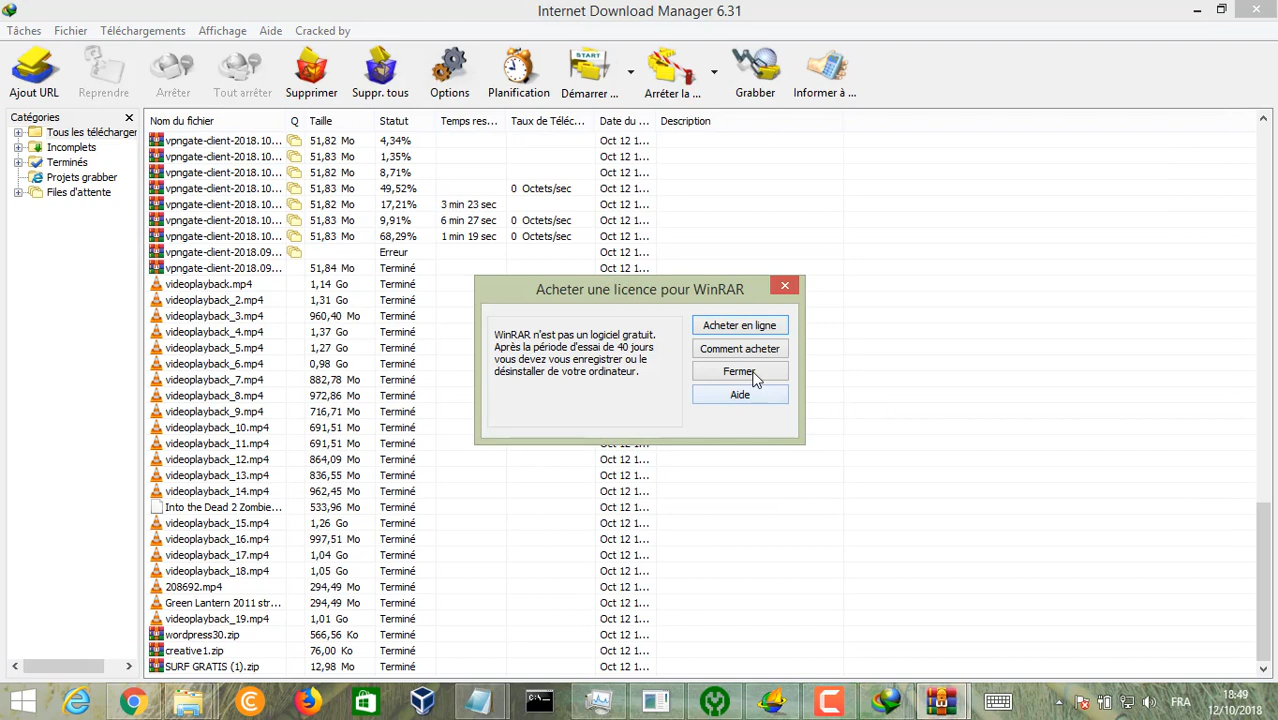 Internet Download Manager 6.31
Tâches Fichier Téléchargements Affichage Aide Cracked by
Ajout URL Reprendre Arrêter Tout arrêter Supprimer Suppr. tous Options Planification Démarrer ... Arrêter la ... Grabber Informer à ...
START
Catégories
Tous les télécharger
Incomplets
Terminés
Projets grabber
Files d'attente
Nom du fichier Q Taille Statut Temps res... Taux de Téléc... Date du ... Description
vpngate-client-2018.10... 51,82 Mo 4,34% Oct 12 1...
vpngate-client-2018.10... 51,83 Mo 1,35% Oct 12 1...
vpngate-client-2018.10... 51,82 Mo 8,71% Oct 12 1...
vpngate-client-2018.10... 51,83 Mo 49,52% 0 Octets/sec Oct 12 1...
vpngate-client-2018.10... 51,82 Mo 17,21% 3 min 23 sec Oct 12 1...
vpngate-client-2018.10... 51,83 Mo 9,91% 6 min 27 sec 0 Octets/sec Oct 12 1...
vpngate-client-2018.10... 51,83 Mo 68,29% 1 min 19 sec 0 Octets/sec Oct 12 1...
vpngate-client-2018.09... Erreur Oct 12 1...
vpngate-client-2018.09... 51,84 Mo Terminé Oct 12 1...
videoplayback.mp4 1,14 Go Terminé
videoplayback_2.mp4 1,31 Go Terminé
videoplayback_3.mp4 960,40 Mo Terminé
videoplayback_4.mp4 1,37 Go Terminé
videoplayback_5.mp4 1,27 Go Terminé
videoplayback_6.mp4 0,98 Go Terminé
videoplayback_7.mp4 882,78 Mo Terminé
videoplayback_8.mp4 972,86 Mo Terminé
videoplayback_9.mp4 716,71 Mo Terminé
videoplayback_10.mp4 691,51 Mo Terminé
videoplayback_11.mp4 691,51 Mo Terminé
videoplayback_12.mp4 864,09 Mo Terminé Oct 12 1...
videoplayback_13.mp4 836,55 Mo Terminé Oct 12 1...
videoplayback_14.mp4 962,45 Mo Terminé Oct 12 1...
Into the Dead 2 Zombie... 533,96 Mo Terminé Oct 12 1...
videoplayback_15.mp4 1,26 Go Terminé Oct 12 1...
videoplayback_16.mp4 997,51 Mo Terminé Oct 12 1...
videoplayback_17.mp4 1,04 Go Terminé Oct 12 1...
videoplayback_18.mp4 1,05 Go Terminé Oct 12 1...
208692.mp4 294,49 Mo Terminé Oct 12 1...
Green Lantern 2011 str... 294,49 Mo Terminé Oct 12 1...
videoplayback_19.mp4 1,01 Go Terminé Oct 12 1...
wordpress30.zip 566,56 Ko Terminé Oct 12 1...
creative1.zip 76,00 Ko Terminé Oct 12 1...
SURF GRATIS (1).zip 12,98 Mo Terminé Oct 12 1...
Acheter une licence pour WinRAR
WinRAR n'est pas un logiciel gratuit.
Après la période d'essai de 40 jours
vous devez vous enregistrer ou le
désinstaller de votre ordinateur.
Acheter en ligne
Comment acheter
Fermer
Aide
FRA
18:49
12/10/2018